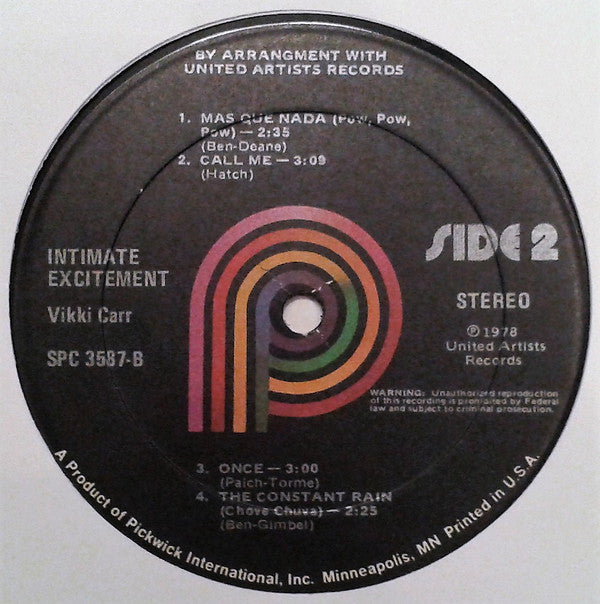 BY ARRANGMENT WITH
UNITED ARTISTS RECORDS
1. MAS QUE NADA (Pow, Pow,
Pow) — 2:35
(Ben-Deane)
2. CALL ME — 3:09
(Hatch)
INTIMATE
EXCITEMENT
Vikki Carr
SPC 3587-B
SIDE 2
STEREO
℗ 1978
United Artists
Records
WARNING: Unauthorized reproduction
of this recording is prohibited by Federal
law and subject to criminal prosecution.
3. ONCE — 3:00
(Paich-Torme)
4. THE CONSTANT RAIN
(Chove Chuva) — 2:25
(Ben-Gimbel)
A Product of Pickwick International, Inc. Minneapolis, MN Printed in U.S.A.